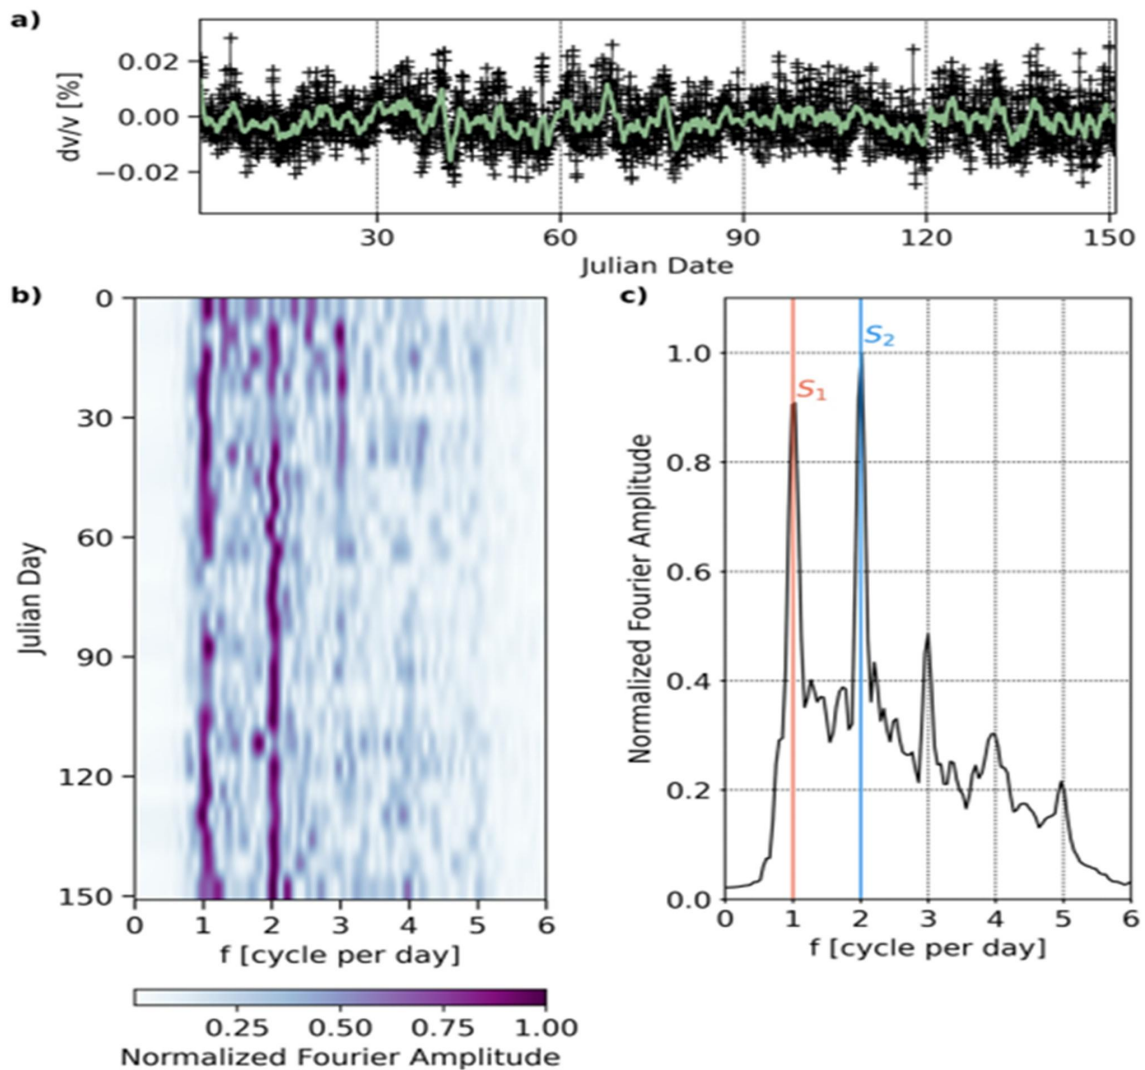 a)
0.02
0.00
−0.02
dv/v [%]
30 60 90 120 150
Julian Date
b)
0
30
60
90
120
150
Julian Day
0 1 2 3 4 5 6
f [cycle per day]
0.25 0.50 0.75 1.00
Normalized Fourier Amplitude
c)
S₂
S₁
1.0
0.8
0.6
0.4
0.2
0.0
Normalized Fourier Amplitude
0 1 2 3 4 5 6
f [cycle per day]